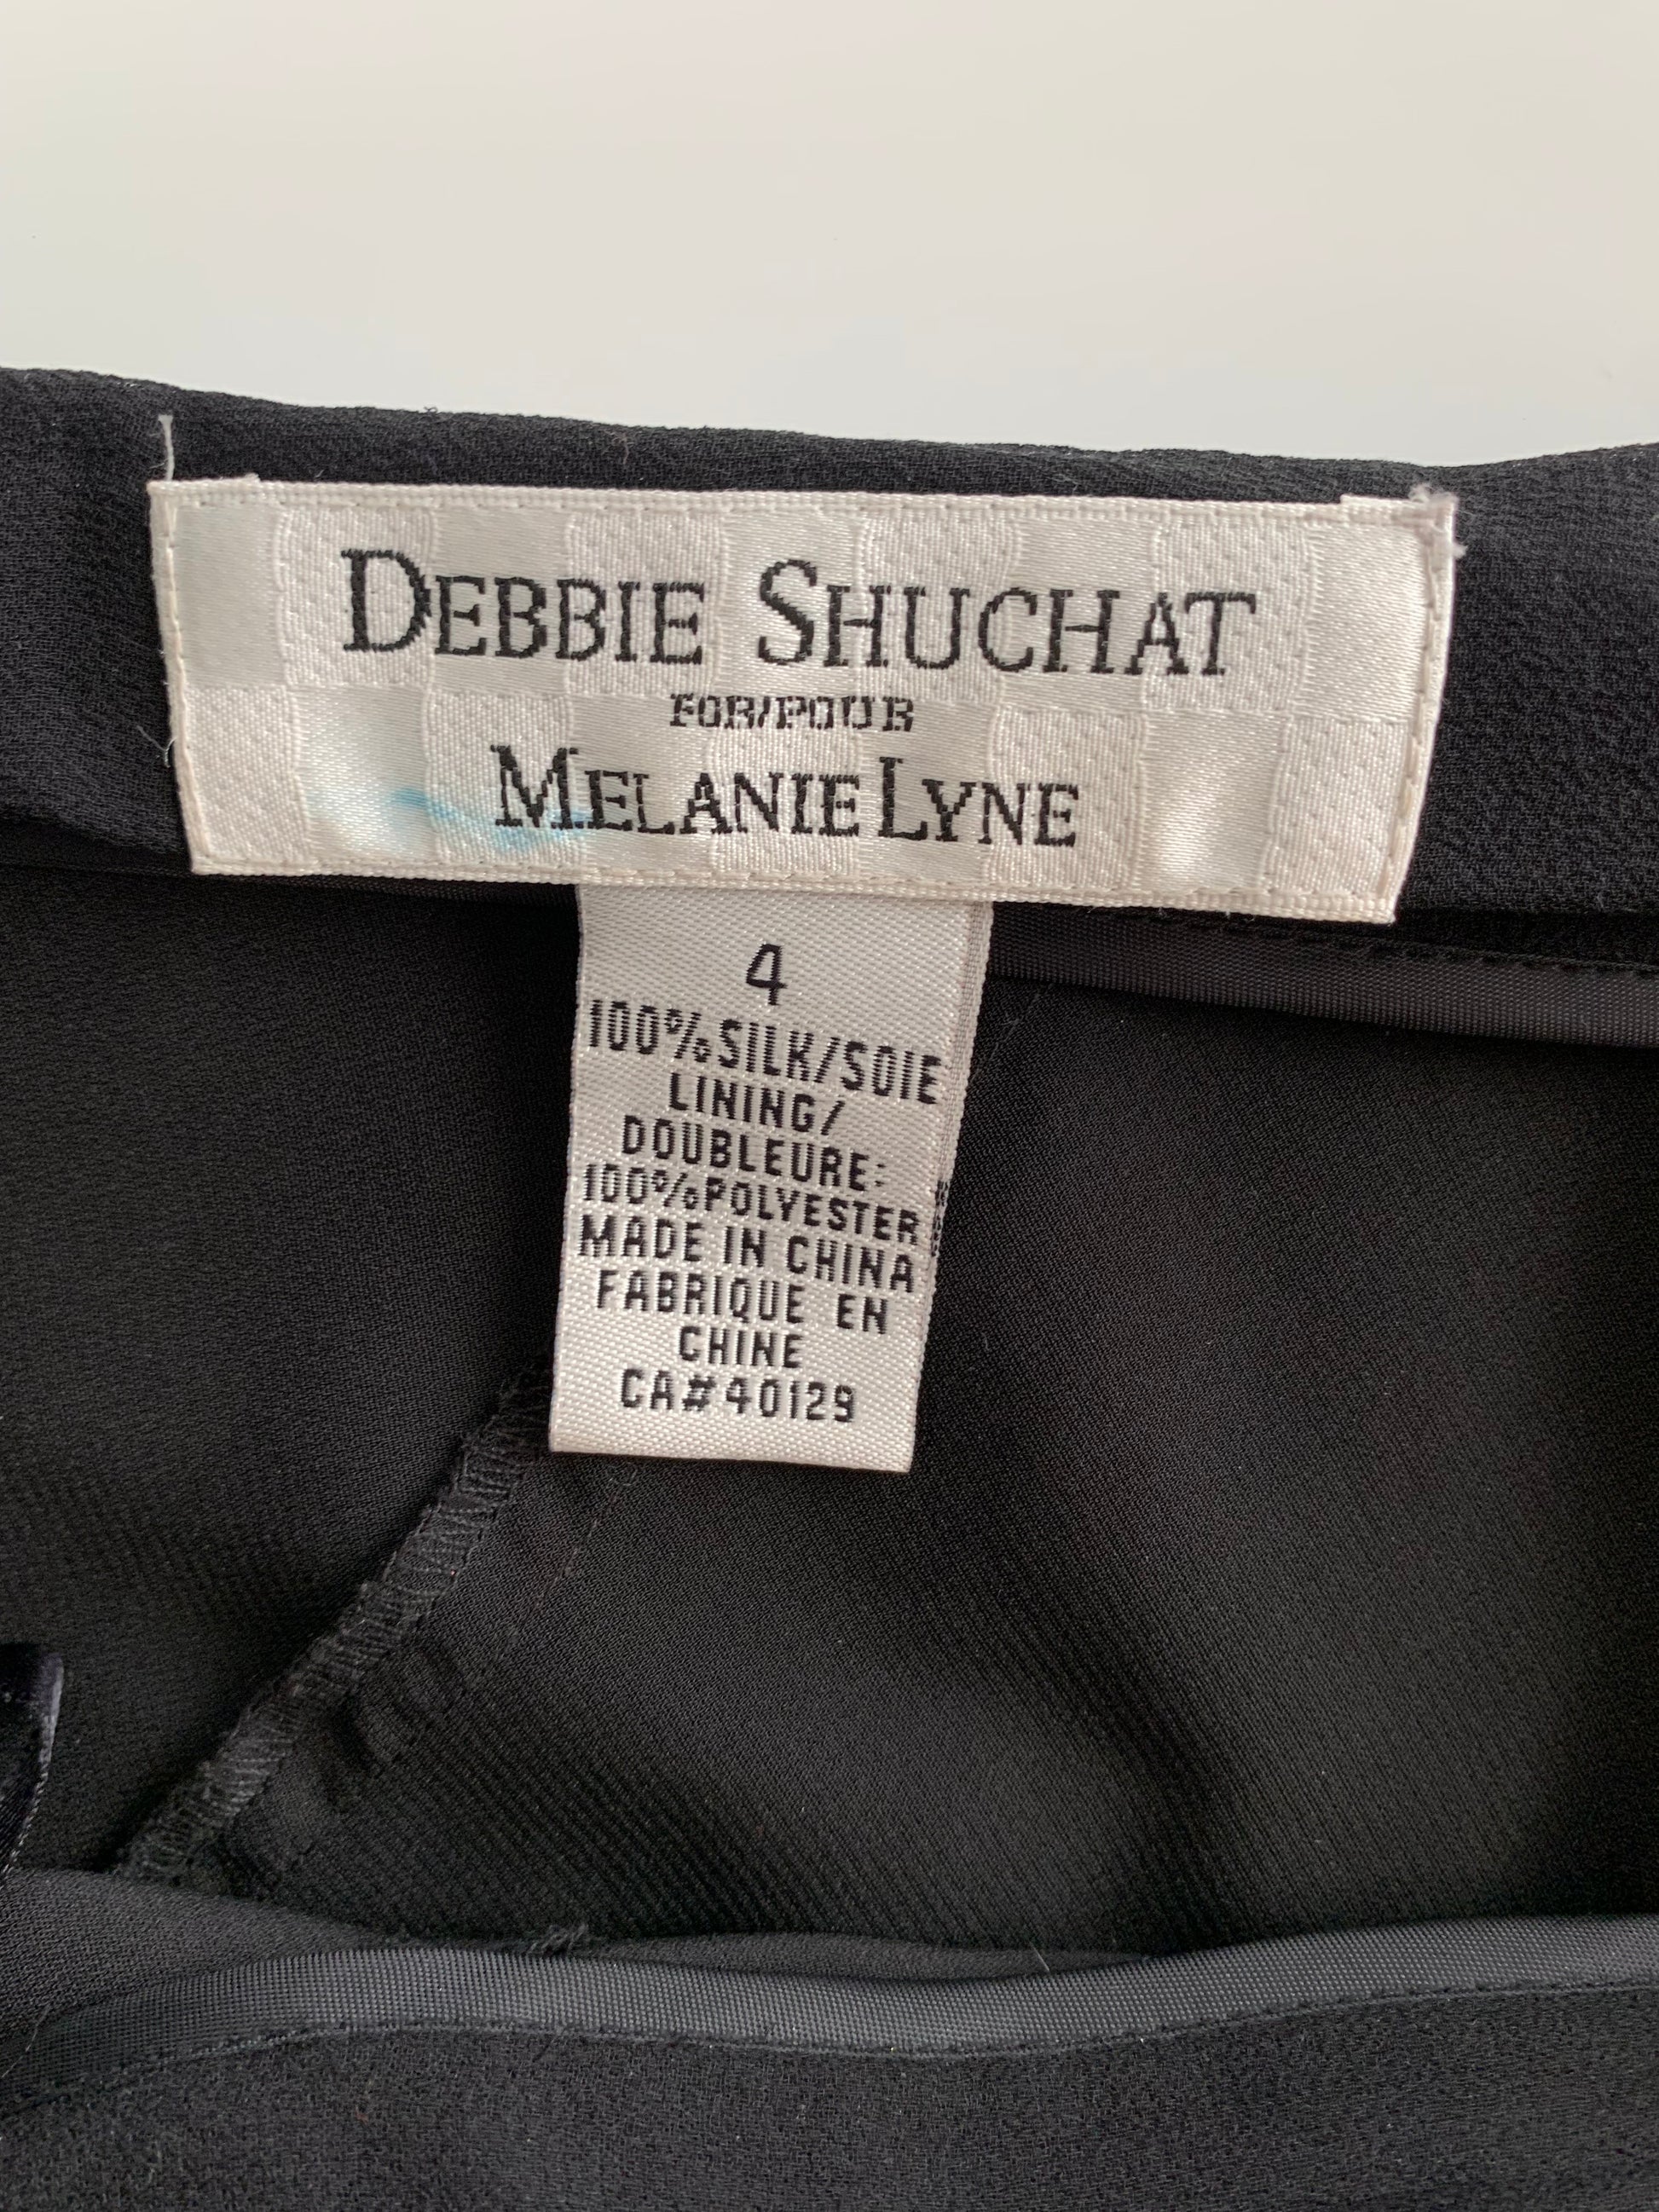 DEBBIE SHUCHAT
FOR/POUR
MELANIE LYNE
4
100%SILK/SOIE
LINING/
DOUBLEURE:
100%POLYESTER
MADE IN CHINA
FABRIQUE EN
CHINE
CA#40129